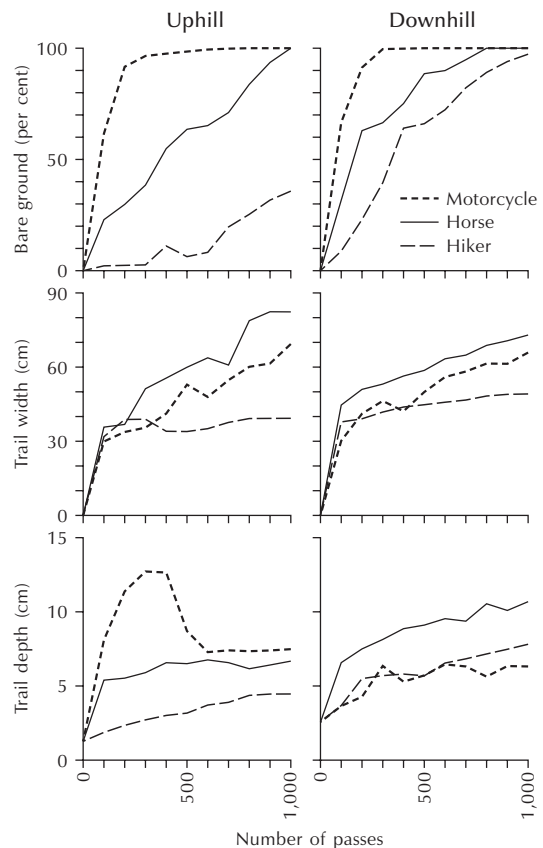 Uphill Downhill
Bare ground (per cent)
100
50
0
Motorcycle
Horse
Hiker
Trail width (cm)
90
60
30
0
Trail depth (cm)
15
10
5
0
0 500 1,000 0 500 1,000
Number of passes